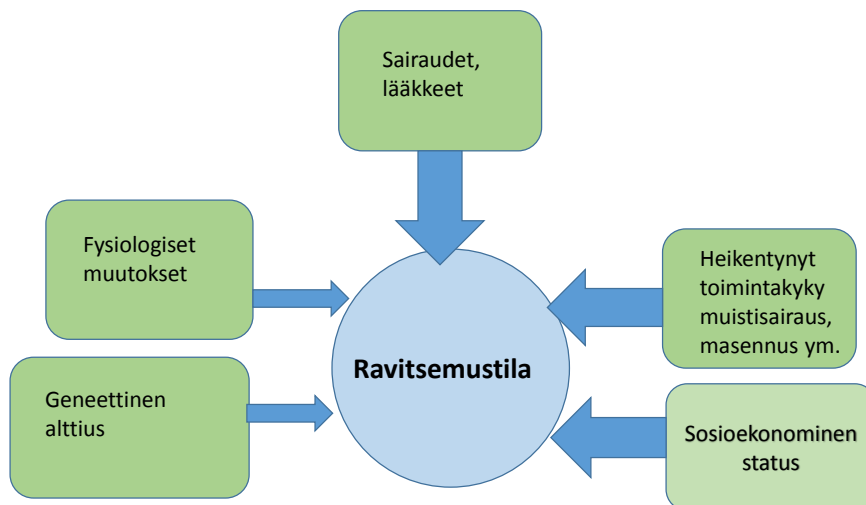 Sairaudet,
lääkkeet
Fysiologiset
muutokset
Heikentynyt
toimintakyky
muistisairaus,
masennus ym.
Ravitsemustila
Geneettinen
alttius
Sosioekonominen
status